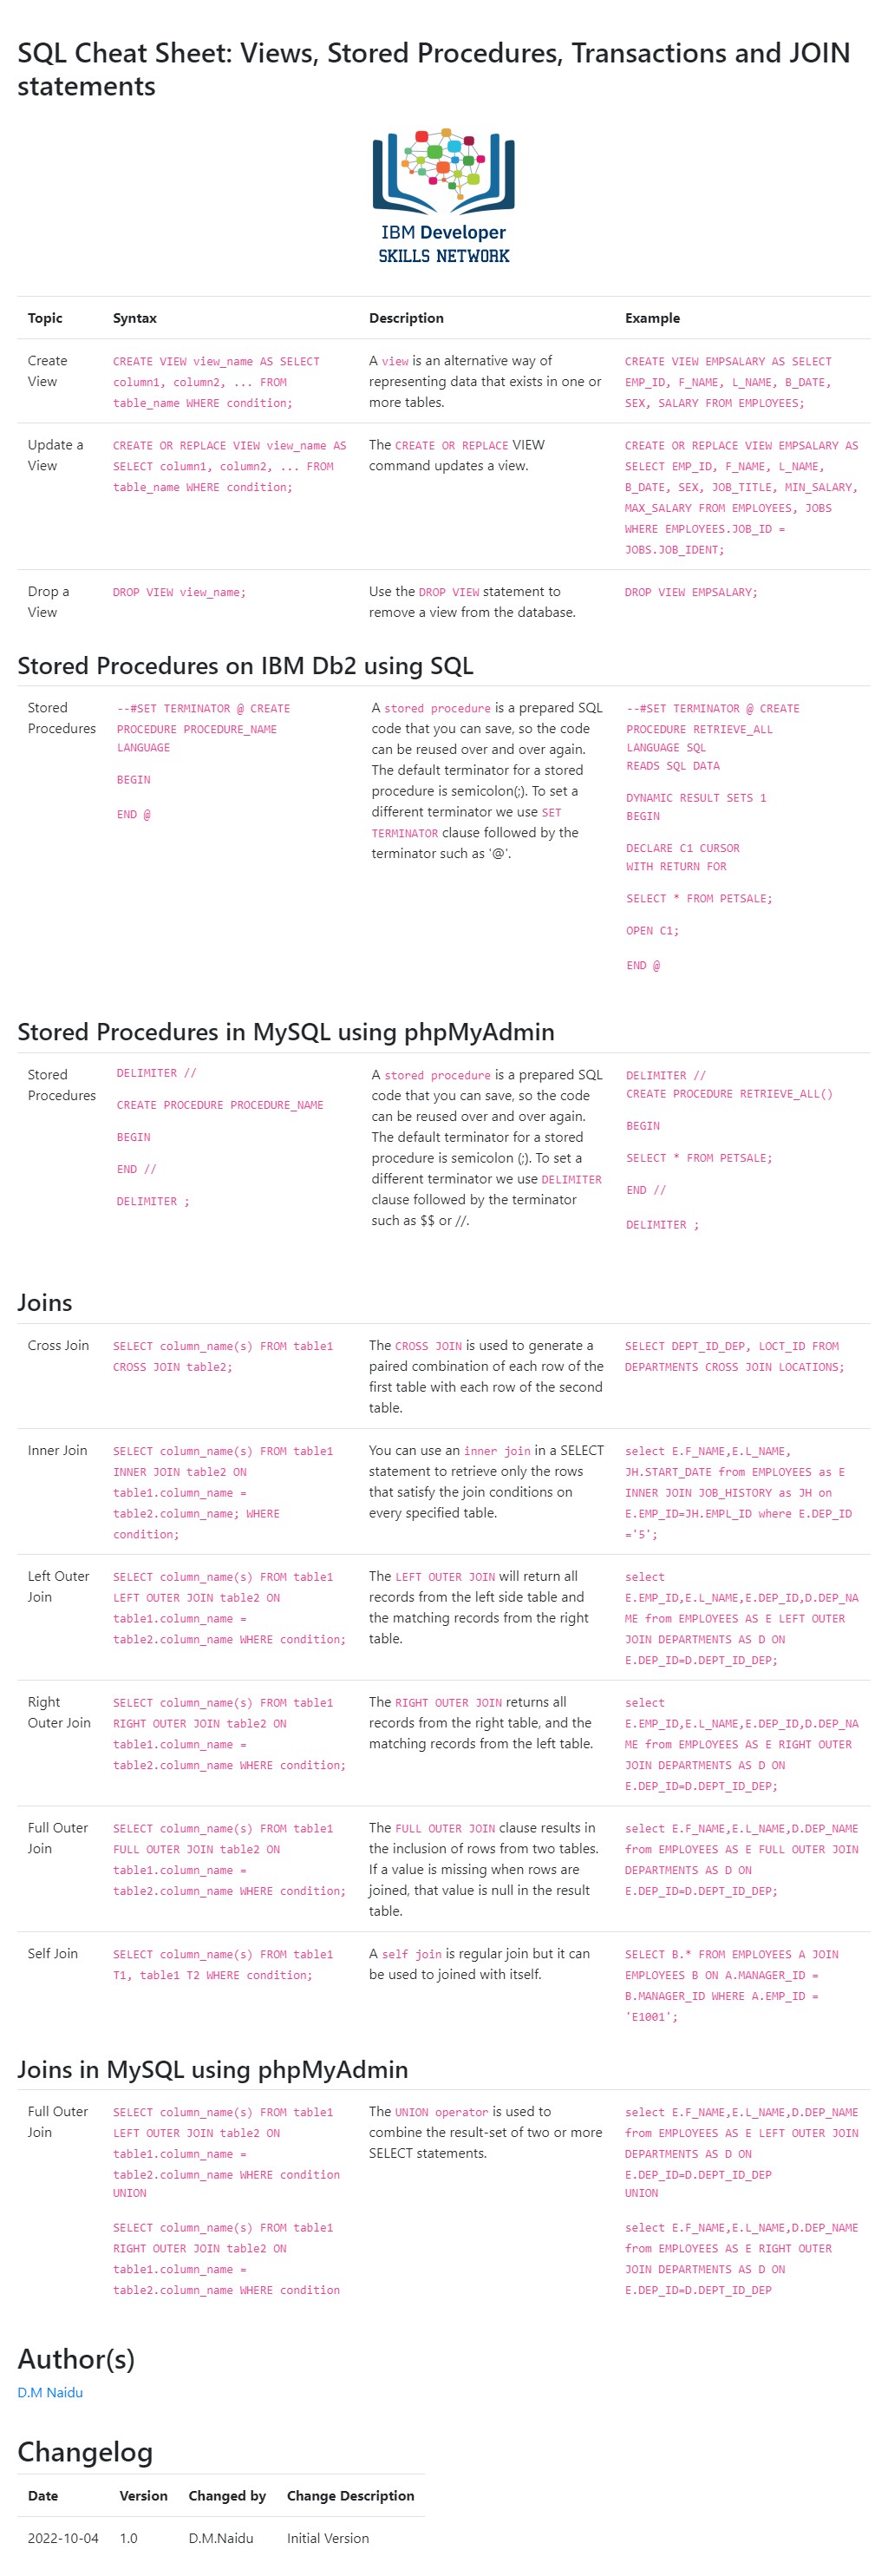 SQL Cheat Sheet: Views, Stored Procedures, Transactions and JOIN
statements
IBM Developer
SKILLS NETWORK
Topic Syntax Description Example
Create
View
CREATE VIEW view_name AS SELECT
column1, column2, ... FROM
table_name WHERE condition;
A view is an alternative way of
representing data that exists in one or
more tables.
CREATE VIEW EMPSALARY AS SELECT
EMP_ID, F_NAME, L_NAME, B_DATE,
SEX, SALARY FROM EMPLOYEES;
Update a
View
CREATE OR REPLACE VIEW view_name AS
SELECT column1, column2, ... FROM
table_name WHERE condition;
The CREATE OR REPLACE VIEW
command updates a view.
CREATE OR REPLACE VIEW EMPSALARY AS
SELECT EMP_ID, F_NAME, L_NAME,
B_DATE, SEX, JOB_TITLE, MIN_SALARY,
MAX_SALARY FROM EMPLOYEES, JOBS
WHERE EMPLOYEES.JOB_ID =
JOBS.JOB_IDENT;
Drop a
View
DROP VIEW view_name;
Use the DROP VIEW statement to
remove a view from the database.
DROP VIEW EMPSALARY;
Stored Procedures on IBM Db2 using SQL
Stored
Procedures
--#SET TERMINATOR @ CREATE
PROCEDURE PROCEDURE_NAME
LANGUAGE
BEGIN
END @
A stored procedure is a prepared SQL
code that you can save, so the code
can be reused over and over again.
The default terminator for a stored
procedure is semicolon(;). To set a
different terminator we use SET
TERMINATOR clause followed by the
terminator such as '@'.
--#SET TERMINATOR @ CREATE
PROCEDURE RETRIEVE_ALL
LANGUAGE SQL
READS SQL DATA
DYNAMIC RESULT SETS 1
BEGIN
DECLARE C1 CURSOR
WITH RETURN FOR
SELECT * FROM PETSALE;
OPEN C1;
END @
Stored Procedures in MySQL using phpMyAdmin
Stored
Procedures
DELIMITER //
CREATE PROCEDURE PROCEDURE_NAME
BEGIN
END //
DELIMITER ;
A stored procedure is a prepared SQL
code that you can save, so the code
can be reused over and over again.
The default terminator for a stored
procedure is semicolon (;). To set a
different terminator we use DELIMITER
clause followed by the terminator
such as $$ or //.
DELIMITER //
CREATE PROCEDURE RETRIEVE_ALL()
BEGIN
SELECT * FROM PETSALE;
END //
DELIMITER ;
Joins
Cross Join
SELECT column_name(s) FROM table1
CROSS JOIN table2;
The CROSS JOIN is used to generate a
paired combination of each row of the
first table with each row of the second
table.
SELECT DEPT_ID_DEP, LOCT_ID FROM
DEPARTMENTS CROSS JOIN LOCATIONS;
Inner Join
SELECT column_name(s) FROM table1
INNER JOIN table2 ON
table1.column_name =
table2.column_name; WHERE
condition;
You can use an inner join in a SELECT
statement to retrieve only the rows
that satisfy the join conditions on
every specified table.
select E.F_NAME,E.L_NAME,
JH.START_DATE from EMPLOYEES as E
INNER JOIN JOB_HISTORY as JH on
E.EMP_ID=JH.EMPL_ID where E.DEP_ID
='5';
Left Outer
Join
SELECT column_name(s) FROM table1
LEFT OUTER JOIN table2 ON
table1.column_name =
table2.column_name WHERE condition;
The LEFT OUTER JOIN will return all
records from the left side table and
the matching records from the right
table.
select
E.EMP_ID,E.L_NAME,E.DEP_ID,D.DEP_NA
ME from EMPLOYEES AS E LEFT OUTER
JOIN DEPARTMENTS AS D ON
E.DEP_ID=D.DEPT_ID_DEP;
Right
Outer Join
SELECT column_name(s) FROM table1
RIGHT OUTER JOIN table2 ON
table1.column_name =
table2.column_name WHERE condition;
The RIGHT OUTER JOIN returns all
records from the right table, and the
matching records from the left table.
select
E.EMP_ID,E.L_NAME,E.DEP_ID,D.DEP_NA
ME from EMPLOYEES AS E RIGHT OUTER
JOIN DEPARTMENTS AS D ON
E.DEP_ID=D.DEPT_ID_DEP;
Full Outer
Join
SELECT column_name(s) FROM table1
FULL OUTER JOIN table2 ON
table1.column_name =
table2.column_name WHERE condition;
The FULL OUTER JOIN clause results in
the inclusion of rows from two tables.
If a value is missing when rows are
joined, that value is null in the result
table.
select E.F_NAME,E.L_NAME,D.DEP_NAME
from EMPLOYEES AS E FULL OUTER JOIN
DEPARTMENTS AS D ON
E.DEP_ID=D.DEPT_ID_DEP;
Self Join
SELECT column_name(s) FROM table1
T1, table1 T2 WHERE condition;
A self join is regular join but it can
be used to joined with itself.
SELECT B.* FROM EMPLOYEES A JOIN
EMPLOYEES B ON A.MANAGER_ID =
B.MANAGER_ID WHERE A.EMP_ID =
'E1001';
Joins in MySQL using phpMyAdmin
Full Outer
Join
SELECT column_name(s) FROM table1
LEFT OUTER JOIN table2 ON
table1.column_name =
table2.column_name WHERE condition
UNION
SELECT column_name(s) FROM table1
RIGHT OUTER JOIN table2 ON
table1.column_name =
table2.column_name WHERE condition
The UNION operator is used to
combine the result-set of two or more
SELECT statements.
select E.F_NAME,E.L_NAME,D.DEP_NAME
from EMPLOYEES AS E LEFT OUTER JOIN
DEPARTMENTS AS D ON
E.DEP_ID=D.DEPT_ID_DEP
UNION
select E.F_NAME,E.L_NAME,D.DEP_NAME
from EMPLOYEES AS E RIGHT OUTER
JOIN DEPARTMENTS AS D ON
E.DEP_ID=D.DEPT_ID_DEP
Author(s)
D.M Naidu
Changelog
Date Version Changed by Change Description
2022-10-04 1.0 D.M.Naidu Initial Version